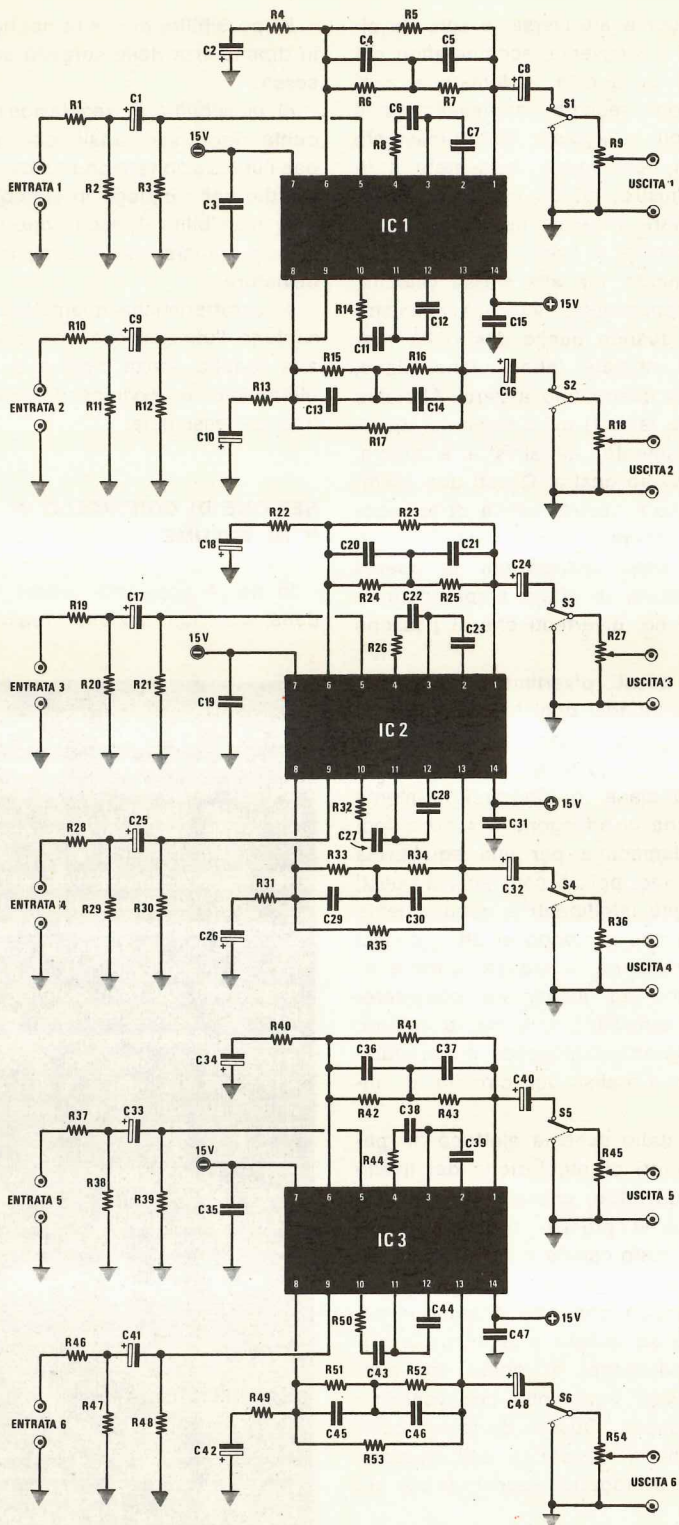 R4
R5
C2
C4
C5
C8
R6
R7
S1
R1
C1
15V
C6
C7
R8
R9
ENTRATA 1
R2
R3
C3
USCITA 1
7 6 5 4 3 2 1
IC 1
8 9 10 11 12 13 14
R14
C12
15V
C11
C15
R10
C9
R15
R16
C16
S2
R13
ENTRATA 2
R11
R12
C13
C14
R18
C10
R17
USCITA 2
R22
R23
C18
C20
C21
C24
R24
R25
S3
R19
C17
C22
C23
15V
R26
R27
ENTRATA 3
R20
R21
C19
USCITA 3
7 6 5 4 3 2 1
IC 2
8 9 10 11 12 13 14
R32
C28
15V
C27
C31
R28
C25
R33
R34
C32
S4
R31
ENTRATA 4
R29
R30
C29
C30
R36
C26
R35
USCITA 4
R40
R41
C34
C36
C37
C40
R42
R43
S5
R37
C33
C38
C39
15V
R44
R45
ENTRATA 5
R38
R39
C35
USCITA 5
7 6 5 4 3 2 1
IC 3
8 9 10 11 12 13 14
R50
C44
15V
C43
C47
R46
C41
R51
R52
C48
S6
R49
ENTRATA 6
R47
R48
C45
C46
R54
C42
R53
USCITA 6